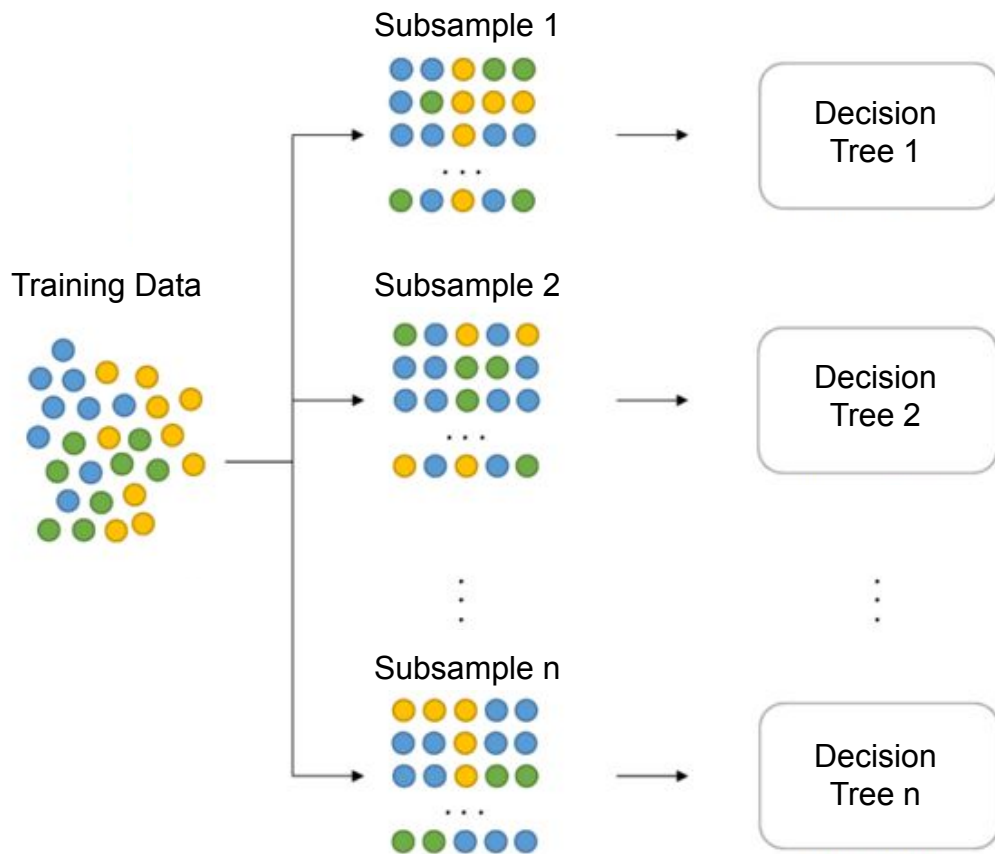 Subsample 1
Decision
Tree 1
. . .
Training Data
Subsample 2
Decision
Tree 2
. . .
Subsample n
Decision
Tree n
. . .